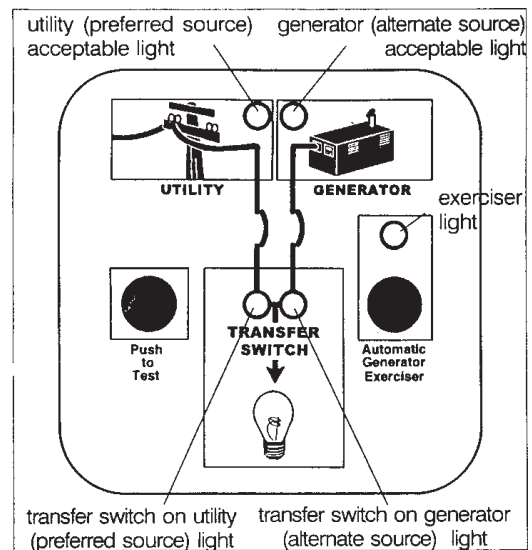 utility (preferred source)
acceptable light
generator (alternate source)
acceptable light
UTILITY
GENERATOR
exerciser
light
Push
to
Test
TRANSFER
SWITCH
Automatic
Generator
Exerciser
transfer switch on utility
(preferred source) light
transfer switch on generator
(alternate source) light